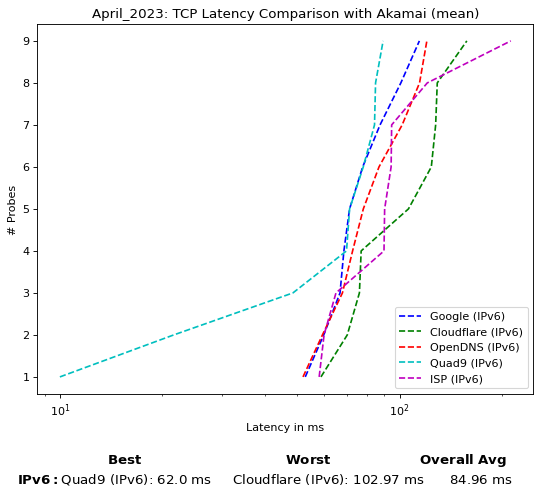 April_2023: TCP Latency Comparison with Akamai (mean)
# Probes
9
8
7
6
5
4
3
2
1
Google (IPv6)
Cloudflare (IPv6)
OpenDNS (IPv6)
Quad9 (IPv6)
ISP (IPv6)
10¹ 10²
Latency in ms
Best Worst Overall Avg
IPv6: Quad9 (IPv6): 62.0 ms Cloudflare (IPv6): 102.97 ms 84.96 ms